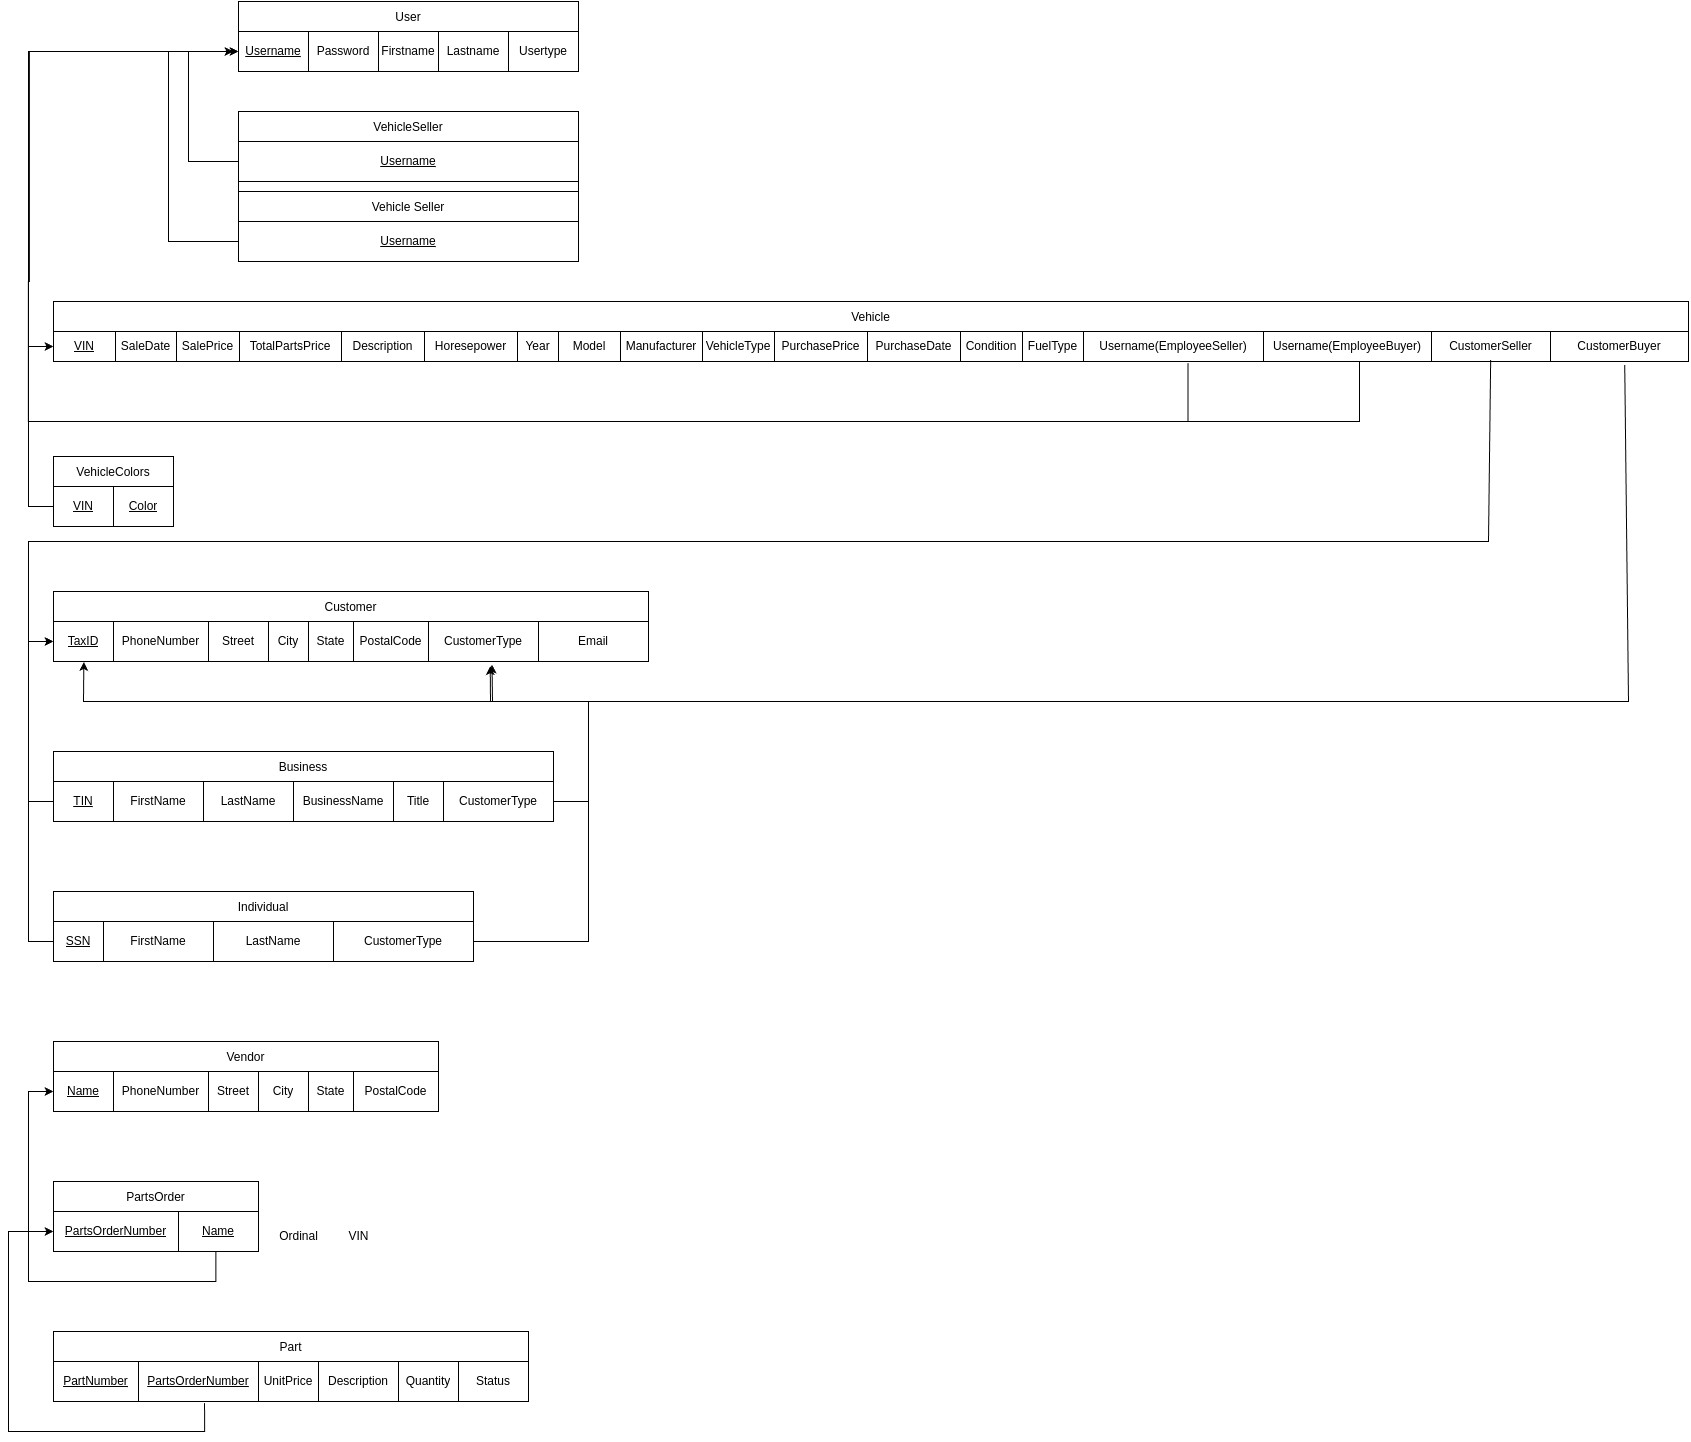 User
Username Password Firstname Lastname Usertype
VehicleSeller
Username
Vehicle Seller
Username
Vehicle
VIN SaleDate SalePrice TotalPartsPrice Description Horesepower Year Model Manufacturer VehicleType PurchasePrice PurchaseDate Condition FuelType Username(EmployeeSeller) Username(EmployeeBuyer) CustomerSeller CustomerBuyer
VehicleColors
VIN Color
Customer
TaxID PhoneNumber Street City State PostalCode CustomerType Email
Business
TIN FirstName LastName BusinessName Title CustomerType
Individual
SSN FirstName LastName CustomerType
Vendor
Name PhoneNumber Street City State PostalCode
PartsOrder
PartsOrderNumber Name Ordinal VIN
Part
PartNumber PartsOrderNumber UnitPrice Description Quantity Status